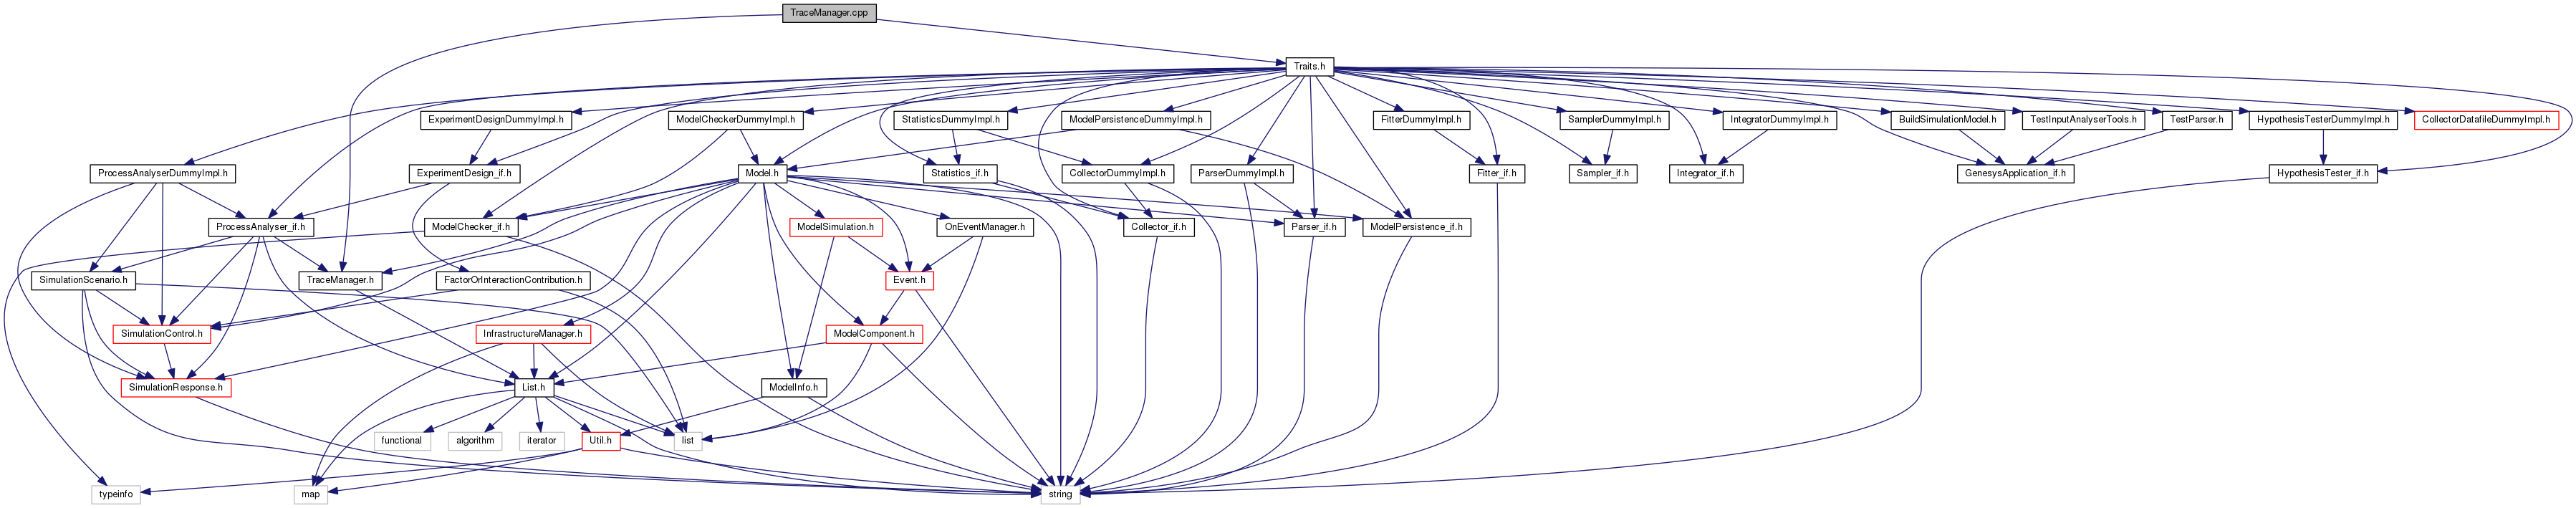 TraceManager.cpp
Traits.h
ExperimentDesignDummyImpl.h
ModelCheckerDummyImpl.h
StatisticsDummyImpl.h
ModelPersistenceDummyImpl.h
FitterDummyImpl.h
SamplerDummyImpl.h
IntegratorDummyImpl.h
BuildSimulationModel.h
TestInputAnalyserTools.h
TestParser.h
HypothesisTesterDummyImpl.h
CollectorDatafileDummyImpl.h
ProcessAnalyserDummyImpl.h
ExperimentDesign_if.h
Model.h
Statistics_if.h
CollectorDummyImpl.h
ParserDummyImpl.h
Fitter_if.h
Sampler_if.h
Integrator_if.h
GenesysApplication_if.h
HypothesisTester_if.h
ProcessAnalyser_if.h
ModelChecker_if.h
ModelSimulation.h
OnEventManager.h
Collector_if.h
Parser_if.h
ModelPersistence_if.h
SimulationScenario.h
TraceManager.h
FactorOrInteractionContribution.h
Event.h
SimulationControl.h
InfrastructureManager.h
ModelComponent.h
SimulationResponse.h
List.h
ModelInfo.h
functional
algorithm
iterator
Util.h
list
typeinfo
map
string